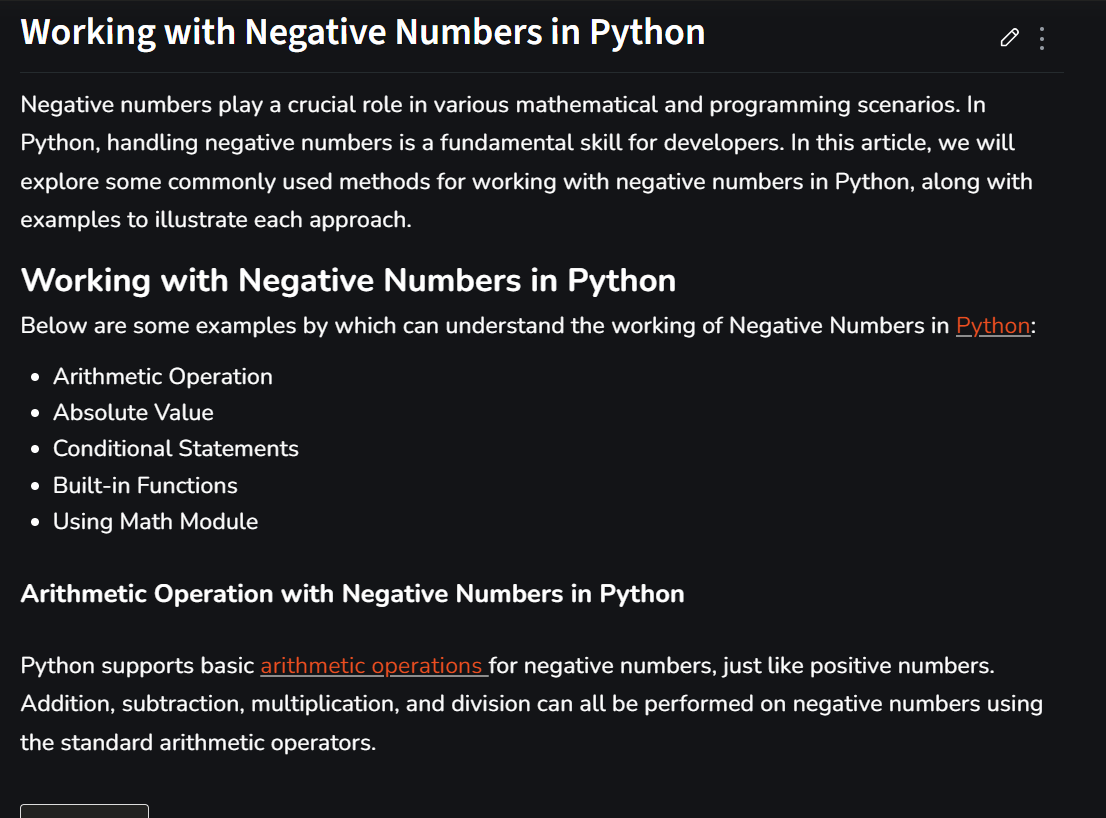 Working with Negative Numbers in Python
Negative numbers play a crucial role in various mathematical and programming scenarios. In
Python, handling negative numbers is a fundamental skill for developers. In this article, we will
explore some commonly used methods for working with negative numbers in Python, along with
examples to illustrate each approach.
Working with Negative Numbers in Python
Below are some examples by which can understand the working of Negative Numbers in Python:
• Arithmetic Operation
• Absolute Value
• Conditional Statements
• Built-in Functions
• Using Math Module
Arithmetic Operation with Negative Numbers in Python
Python supports basic arithmetic operations for negative numbers, just like positive numbers.
Addition, subtraction, multiplication, and division can all be performed on negative numbers using
the standard arithmetic operators.